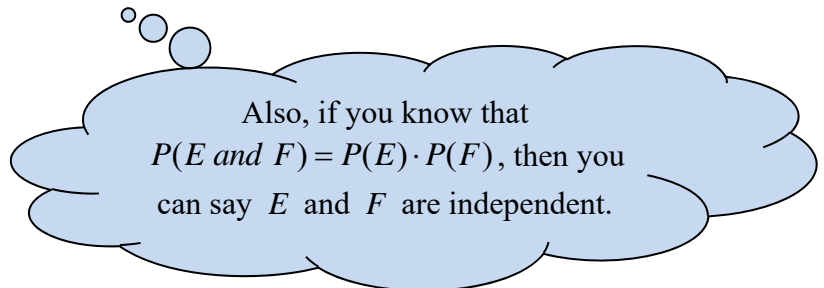 Also, if you know that
P(E and F) = P(E) · P(F), then you
can say E and F are independent.